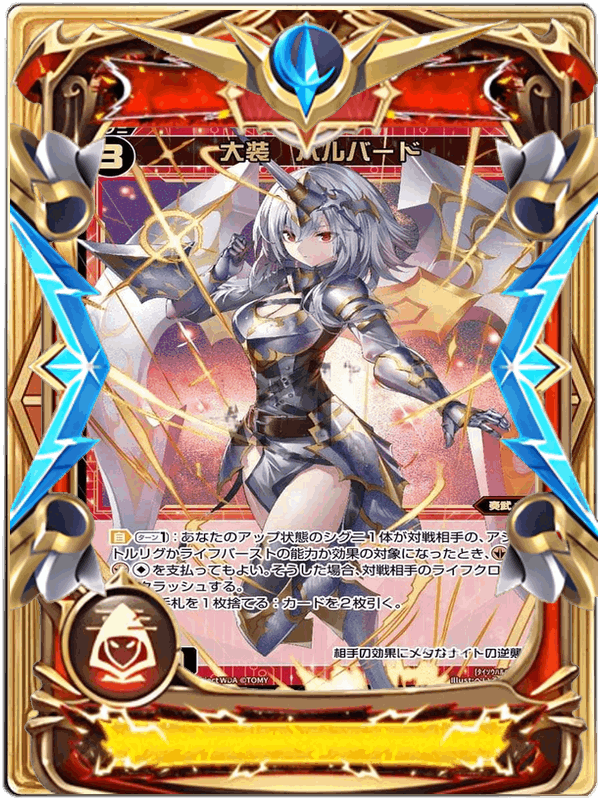 3
大装 ハルバード
奏武
自 ターン1:あなたのアップ状態のシグニ1体が対戦相手の、アシ
トルリグかライフバーストの能力か効果の対象になったとき、
を支払ってもよい。そうした場合、対戦相手のライフクロ
クラッシュする。
札を1枚捨てる:カードを2枚引く。
相手の効果にメタなナイトの逆襲
©TOMY